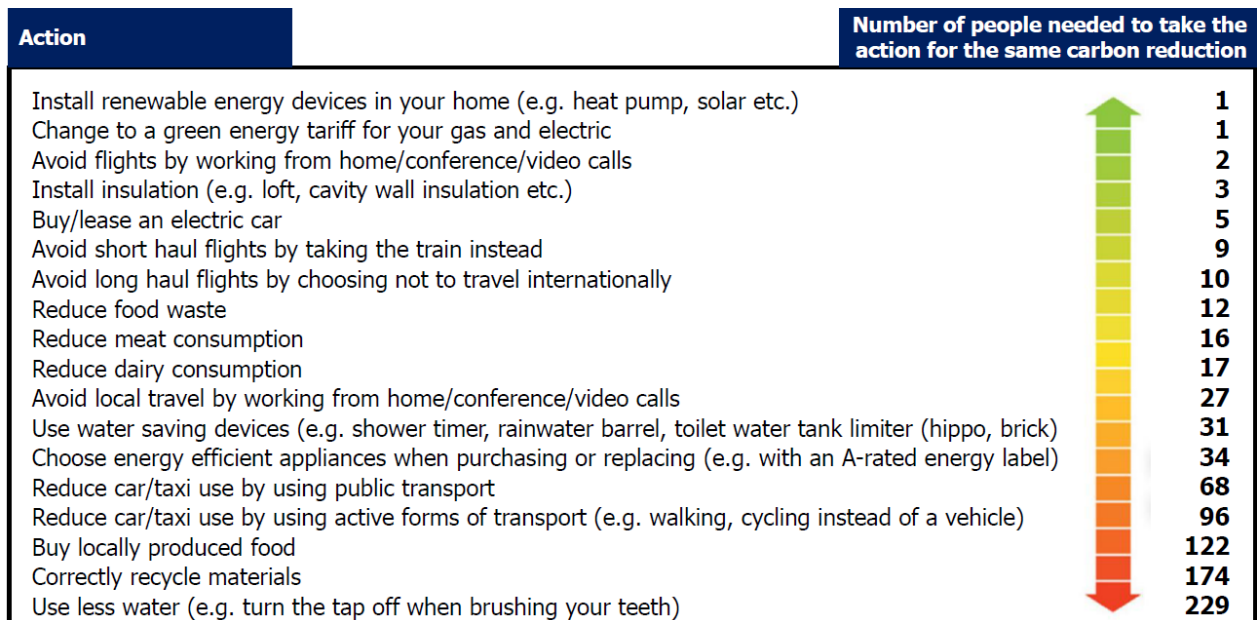 Action
Number of people needed to take the
action for the same carbon reduction
Install renewable energy devices in your home (e.g. heat pump, solar etc.) 1
Change to a green energy tariff for your gas and electric 1
Avoid flights by working from home/conference/video calls 2
Install insulation (e.g. loft, cavity wall insulation etc.) 3
Buy/lease an electric car 5
Avoid short haul flights by taking the train instead 9
Avoid long haul flights by choosing not to travel internationally 10
Reduce food waste 12
Reduce meat consumption 16
Reduce dairy consumption 17
Avoid local travel by working from home/conference/video calls 27
Use water saving devices (e.g. shower timer, rainwater barrel, toilet water tank limiter (hippo, brick) 31
Choose energy efficient appliances when purchasing or replacing (e.g. with an A-rated energy label) 34
Reduce car/taxi use by using public transport 68
Reduce car/taxi use by using active forms of transport (e.g. walking, cycling instead of a vehicle) 96
Buy locally produced food 122
Correctly recycle materials 174
Use less water (e.g. turn the tap off when brushing your teeth) 229